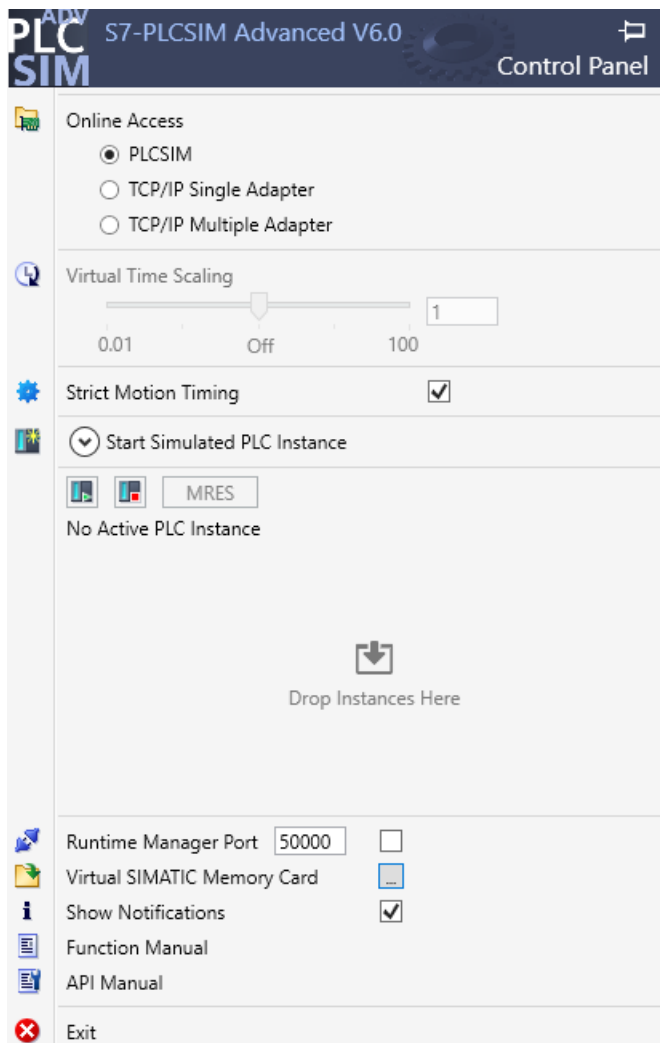 ADV
PLC
SIM
S7-PLCSIM Advanced V6.0
Control Panel
Online Access
PLCSIM
TCP/IP Single Adapter
TCP/IP Multiple Adapter
Virtual Time Scaling
1
0.01 Off 100
Strict Motion Timing
Start Simulated PLC Instance
MRES
No Active PLC Instance
Drop Instances Here
Runtime Manager Port 50000
Virtual SIMATIC Memory Card ...
Show Notifications
Function Manual
API Manual
Exit